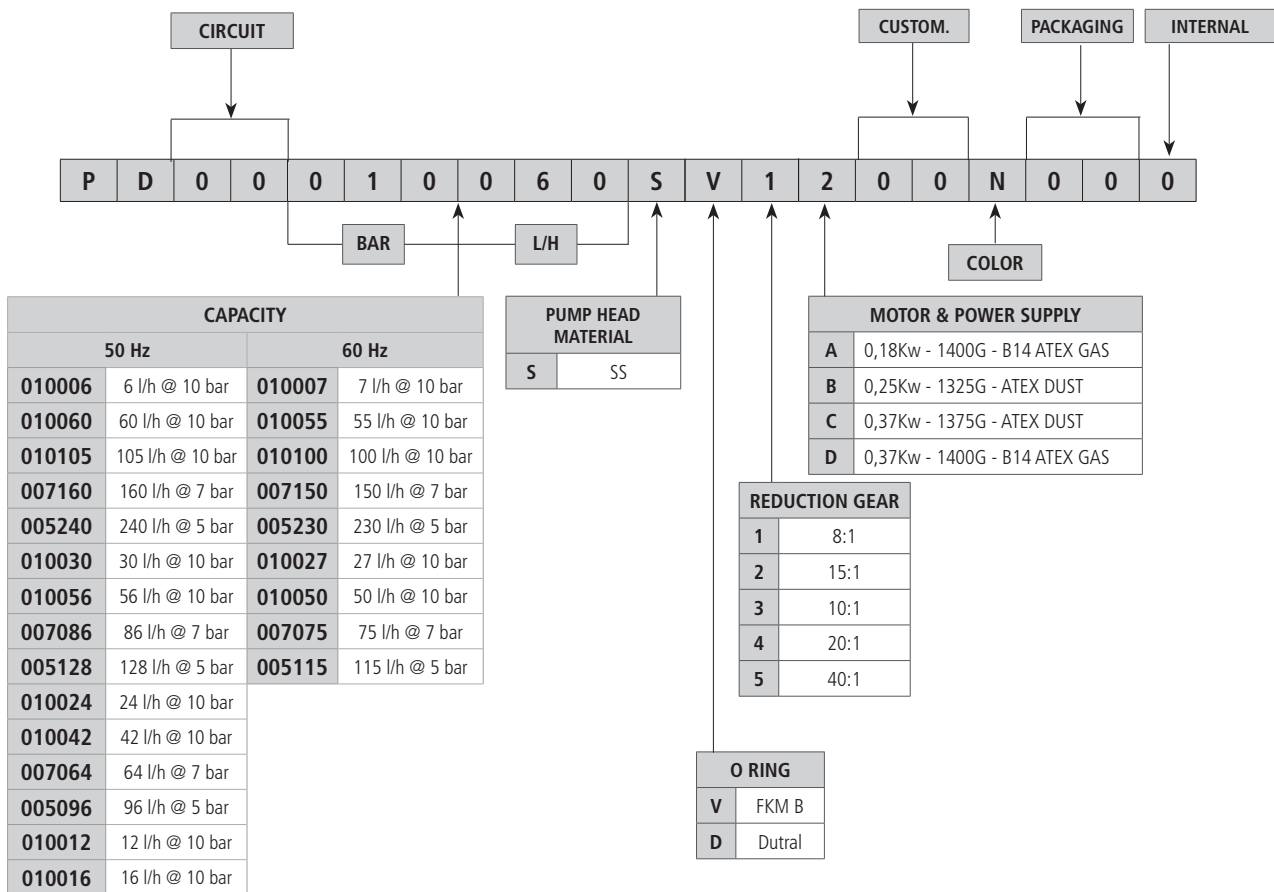 CIRCUIT CUSTOM. PACKAGING INTERNAL
P D 0 0 0 1 0 0 6 0 S V 1 2 0 0 N 0 0 0
BAR L/H
COLOR
CAPACITY
50 Hz 60 Hz
010006 6 l/h @ 10 bar 010007 7 l/h @ 10 bar
010060 60 l/h @ 10 bar 010055 55 l/h @ 10 bar
010105 105 l/h @ 10 bar 010100 100 l/h @ 10 bar
007160 160 l/h @ 7 bar 007150 150 l/h @ 7 bar
005240 240 l/h @ 5 bar 005230 230 l/h @ 5 bar
010030 30 l/h @ 10 bar 010027 27 l/h @ 10 bar
010056 56 l/h @ 10 bar 010050 50 l/h @ 10 bar
007086 86 l/h @ 7 bar 007075 75 l/h @ 7 bar
005128 128 l/h @ 5 bar 005115 115 l/h @ 5 bar
010024 24 l/h @ 10 bar
010042 42 l/h @ 10 bar
007064 64 l/h @ 7 bar
005096 96 l/h @ 5 bar
010012 12 l/h @ 10 bar
010016 16 l/h @ 10 bar
PUMP HEAD
MATERIAL
S SS
MOTOR & POWER SUPPLY
A 0,18Kw - 1400G - B14 ATEX GAS
B 0,25Kw - 1325G - ATEX DUST
C 0,37Kw - 1375G - ATEX DUST
D 0,37Kw - 1400G - B14 ATEX GAS
REDUCTION GEAR
1 8:1
2 15:1
3 10:1
4 20:1
5 40:1
O RING
V FKM B
D Dutral